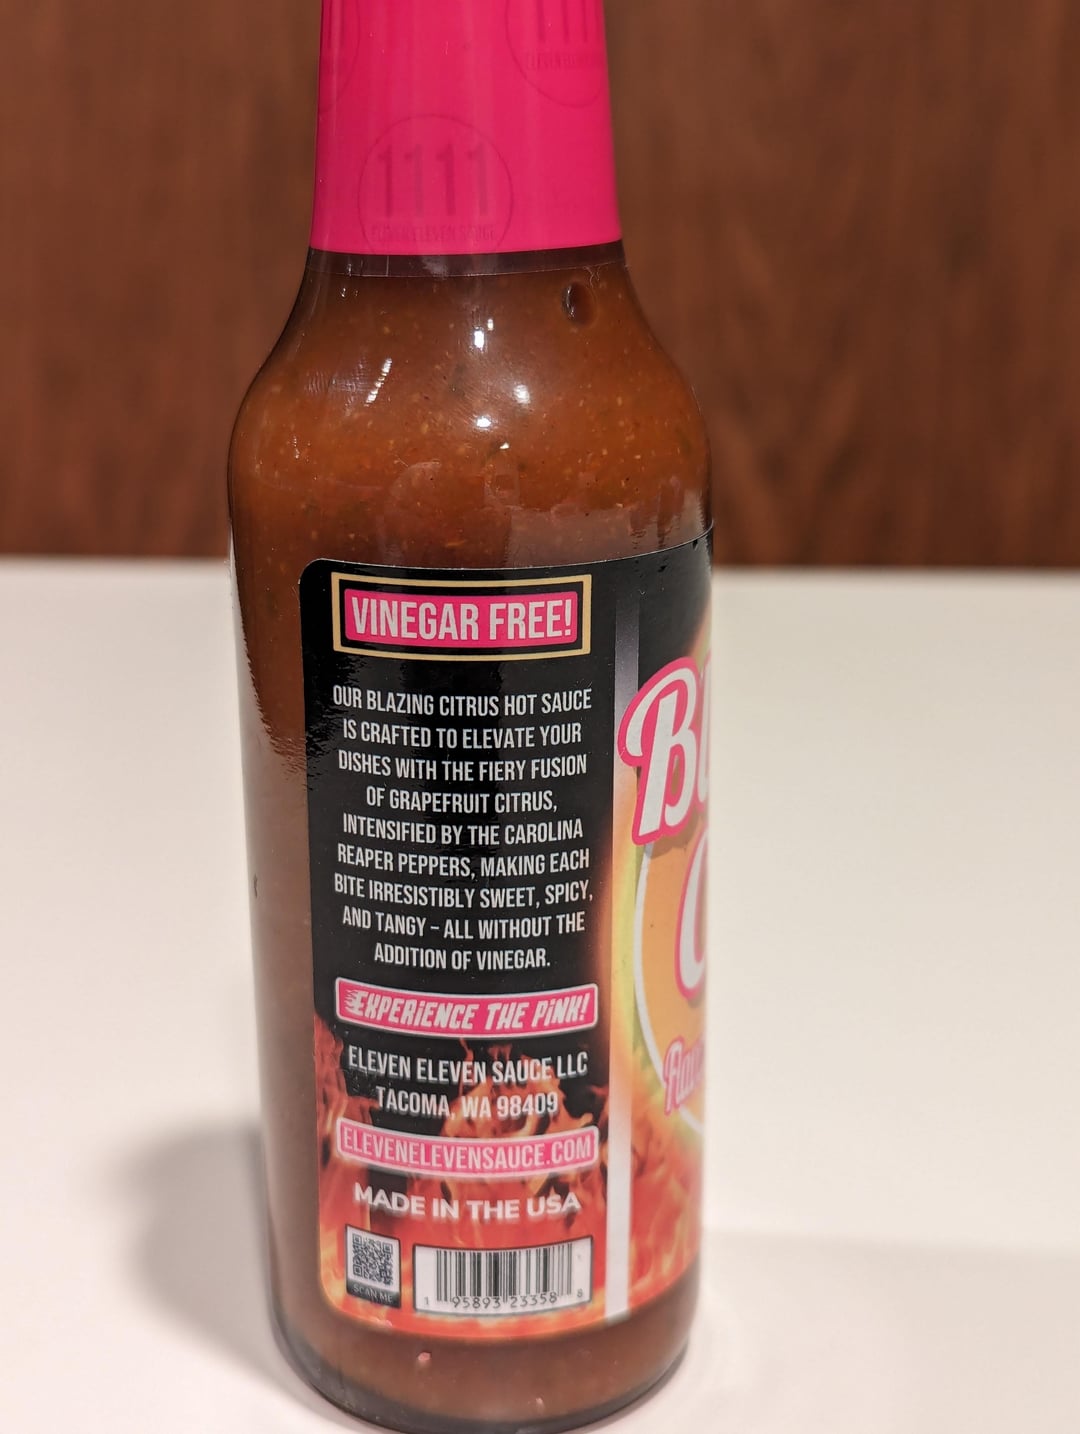 1111
ELEVEN ELEVEN SAUCE
VINEGAR FREE!
OUR BLAZING CITRUS HOT SAUCE
IS CRAFTED TO ELEVATE YOUR
DISHES WITH THE FIERY FUSION
OF GRAPEFRUIT CITRUS,
INTENSIFIED BY THE CAROLINA
REAPER PEPPERS, MAKING EACH
BITE IRRESISTIBLY SWEET, SPICY,
AND TANGY – ALL WITHOUT THE
ADDITION OF VINEGAR.
EXPERIENCE THE PINK!
ELEVEN ELEVEN SAUCE LLC
TACOMA, WA 98409
ELEVENELEVENSAUCE.COM
MADE IN THE USA
SCAN ME
1 95893 23358 8